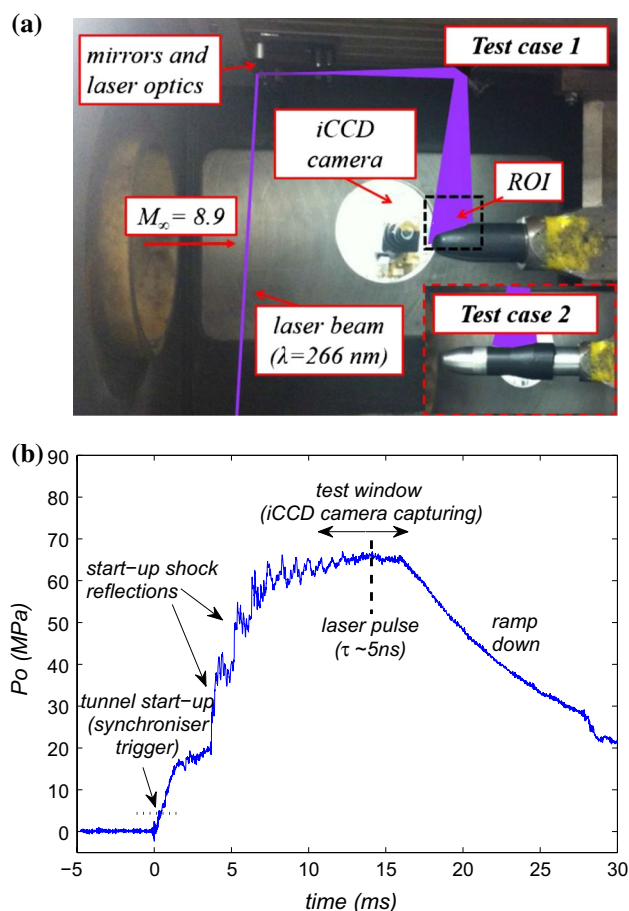 (a)
mirrors and
laser optics
Test case 1
iCCD
camera
ROI
M∞= 8.9
laser beam
(λ=266 nm)
Test case 2
(b)
90
80
70
60
50
40
30
20
10
0
Po (MPa)
test window
(iCCD camera capturing)
start−up shock
reflections
laser pulse
(τ ~5ns)
ramp
down
tunnel start−up
(synchroniser
trigger)
−5
0
5
10
15
20
25
30
time (ms)